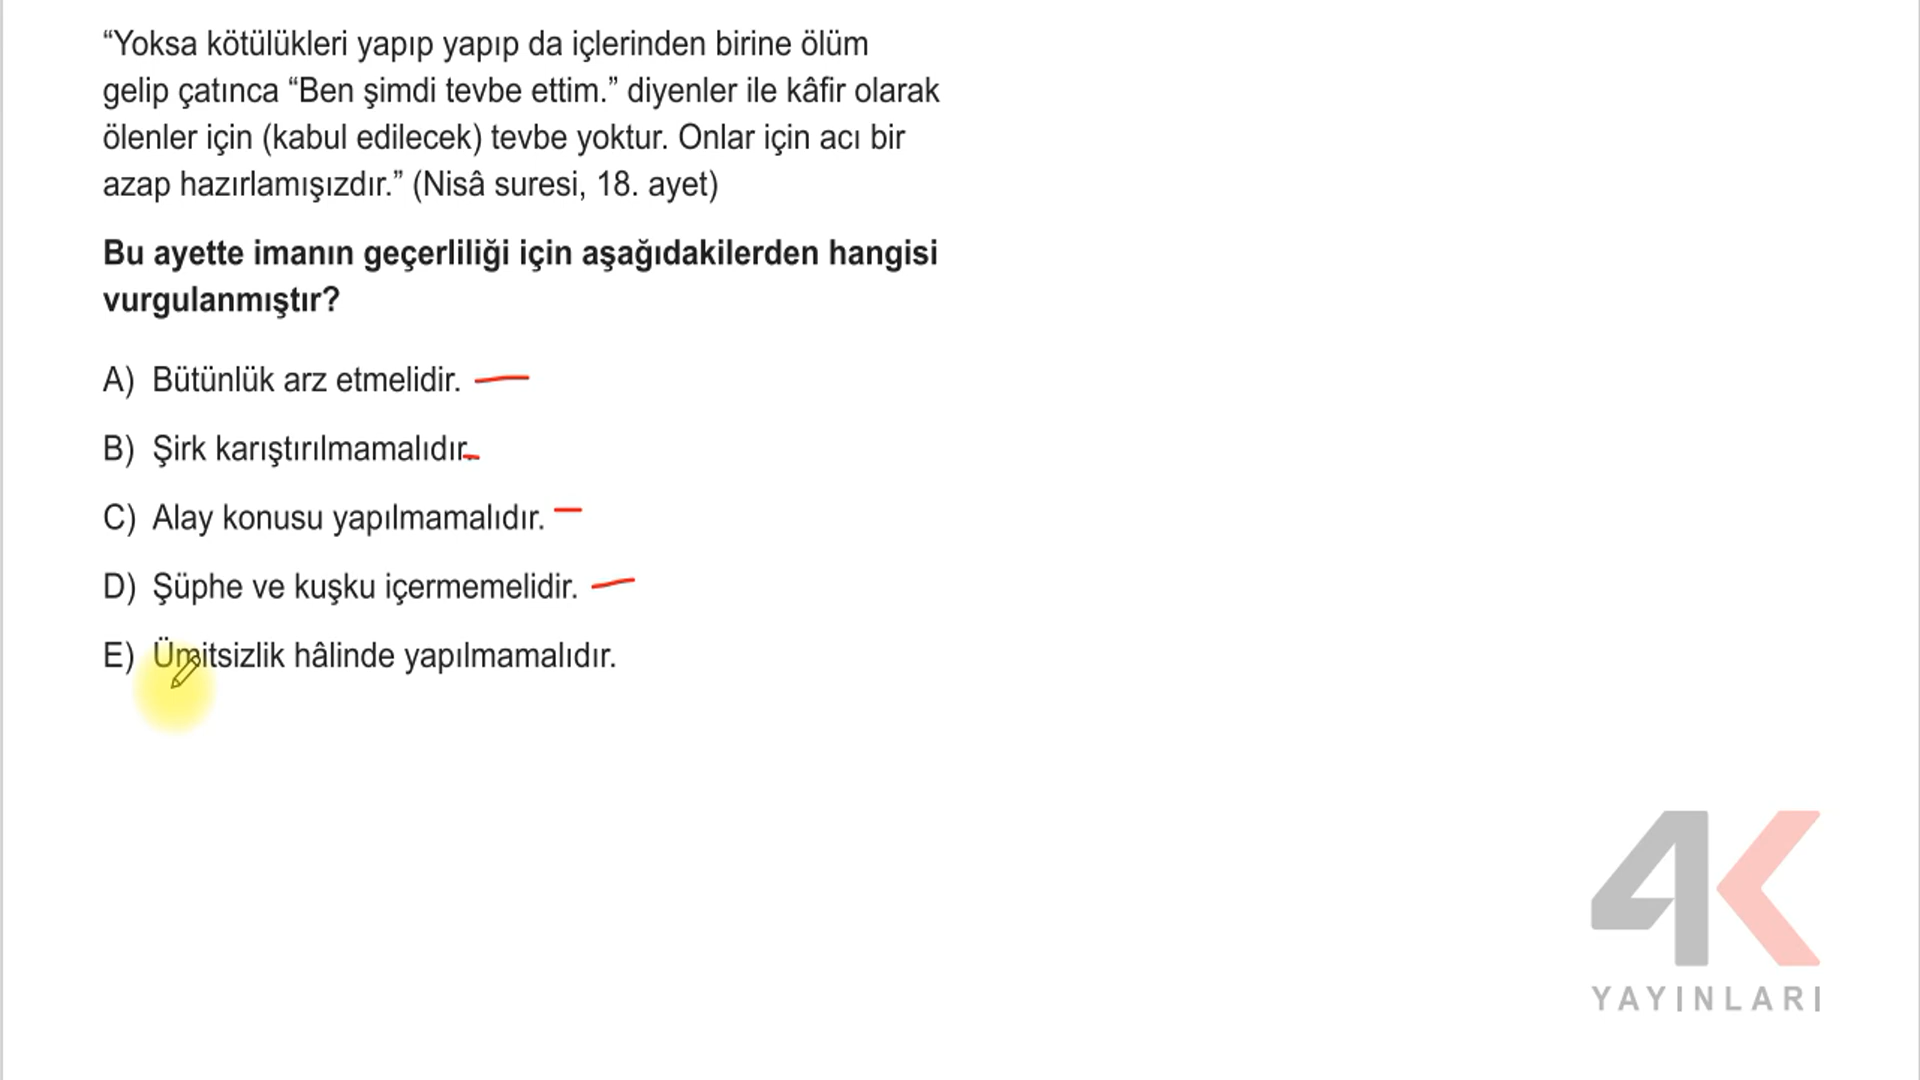 “Yoksa kötülükleri yapıp yapıp da içlerinden birine ölüm
gelip çatınca “Ben şimdi tevbe ettim.” diyenler ile kâfir olarak
ölenler için (kabul edilecek) tevbe yoktur. Onlar için acı bir
azap hazırlamışızdır.” (Nisâ suresi, 18. ayet)
Bu ayette imanın geçerliliği için aşağıdakilerden hangisi
vurgulanmıştır?
A) Bütünlük arz etmelidir.
B) Şirk karıştırılmamalıdır.
C) Alay konusu yapılmamalıdır.
D) Şüphe ve kuşku içermemelidir.
E) Ümitsizlik hâlinde yapılmamalıdır.
4K
YAYINLARI